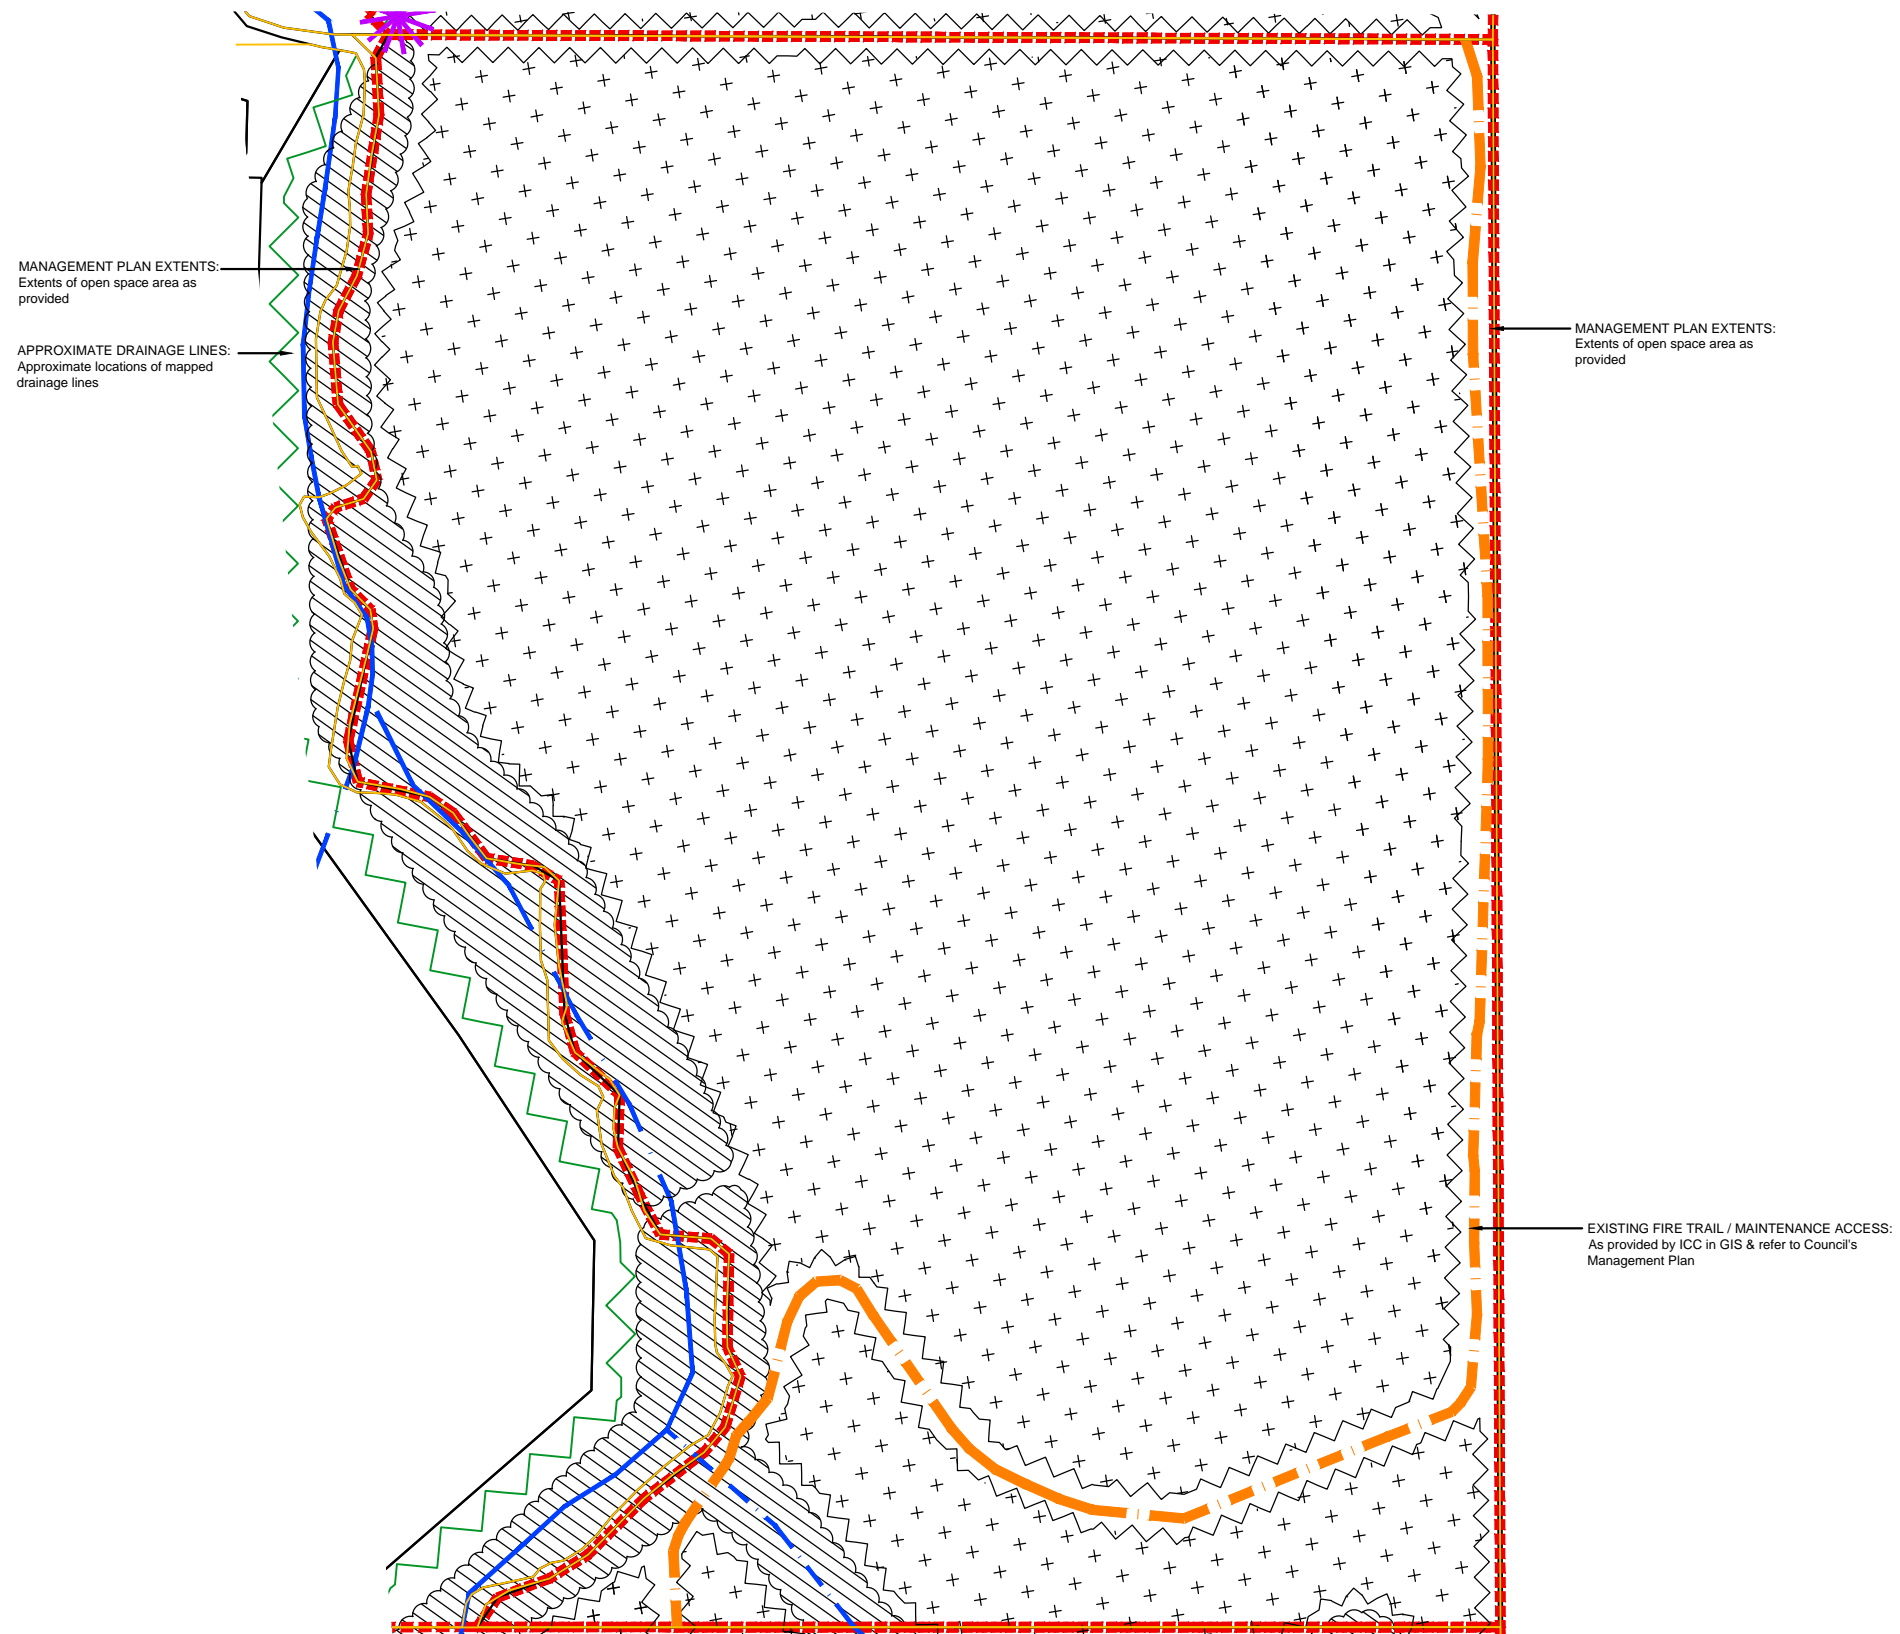 MANAGEMENT PLAN EXTENTS:
Extents of open space area as
provided
APPROXIMATE DRAINAGE LINES:
Approximate locations of mapped
drainage lines
MANAGEMENT PLAN EXTENTS:
Extents of open space area as
provided
EXISTING FIRE TRAIL / MAINTENANCE ACCESS:
As provided by ICC in GIS & refer to Council's
Management Plan